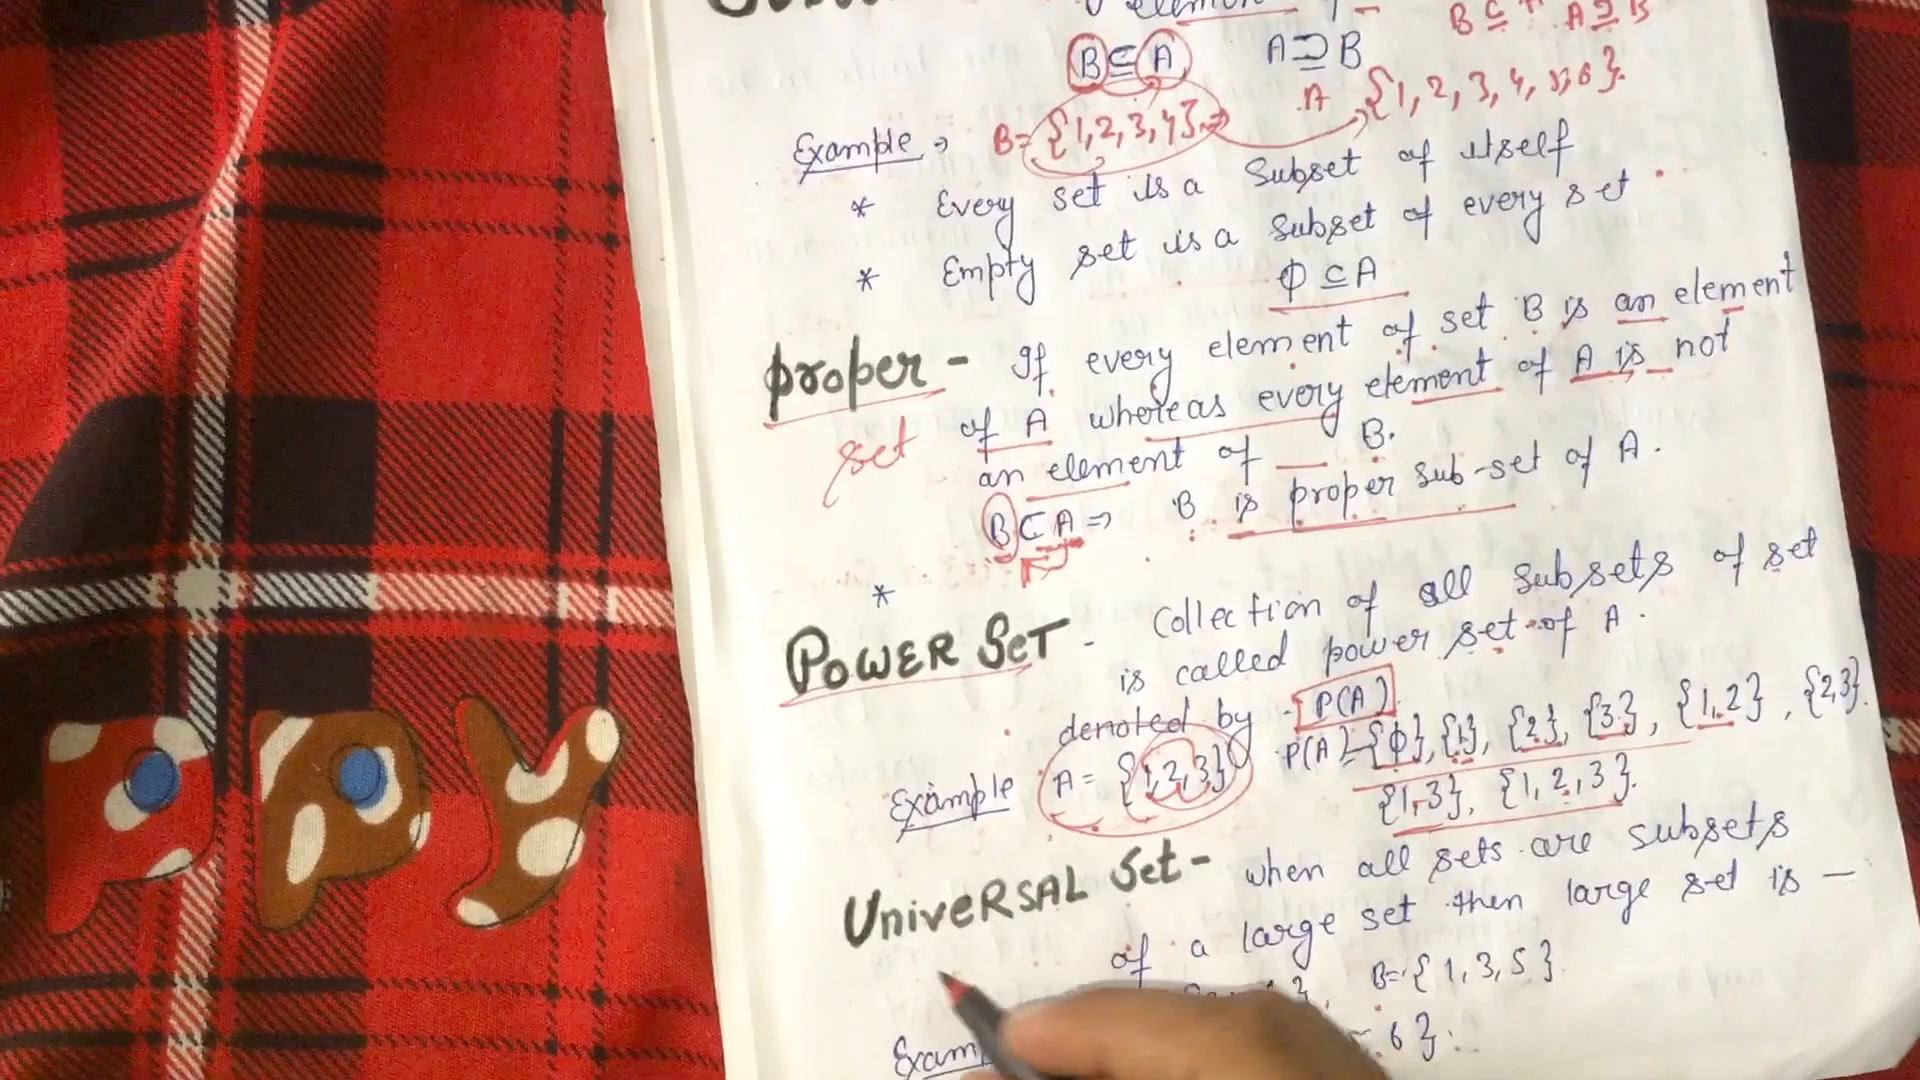 B ⊆ A
A ⊇ B
A {1, 2, 3, 4, 5, 6}.
Example → B = {1, 2, 3, 4}. ⇒
* Every set is a Subset of itself
* Empty set is a subset of every set
ϕ ⊆ A
proper - If every element of set B is an element
set of A whereas every element of A is not
an element of B.
B ⊂ A ⇒ B is proper sub-set of A.
*
POWER SeT - Collection of all subsets of set
is called power set of A.
denoted by P(A)
Example A = {1, 2, 3} P(A) = {ϕ}, {1}, {2}, {3}, {1, 2}, {2, 3}.
{1, 3}, {1, 2, 3}.
UniveRSAL Set - when all sets are subsets
of a large set then large set is —
B = {1, 3, 5}
6}.
PPY